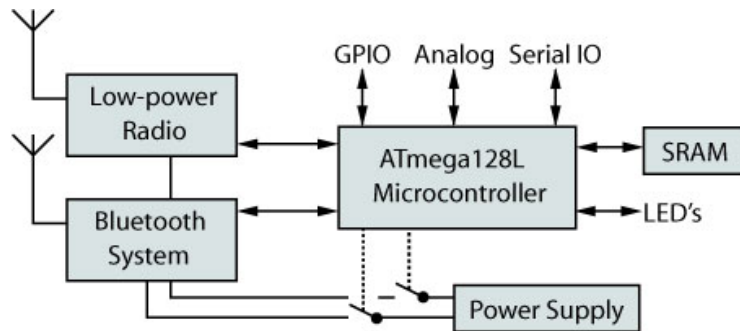 GPIO Analog Serial IO
Low-power
Radio
ATmega128L
Microcontroller
SRAM
Bluetooth
System
LED's
Power Supply